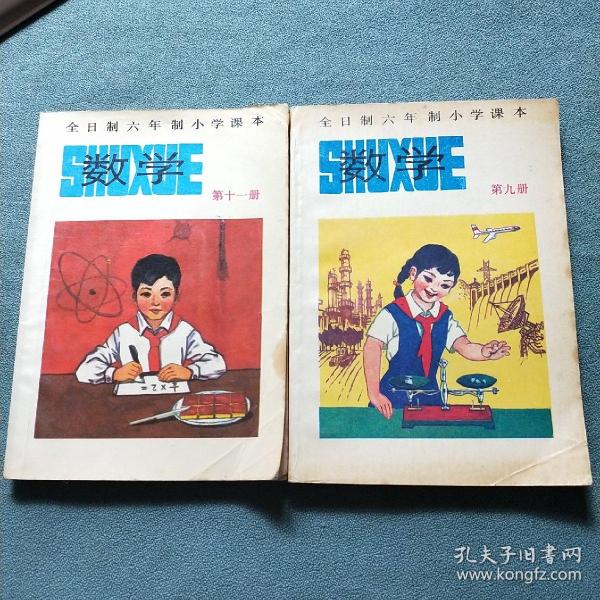 全日制六年制小学课本
SHUXUE
数学
第十一册
全日制六年制小学课本
SHUXUE
数学
第九册
孔夫子旧书网
www.kongfz.com